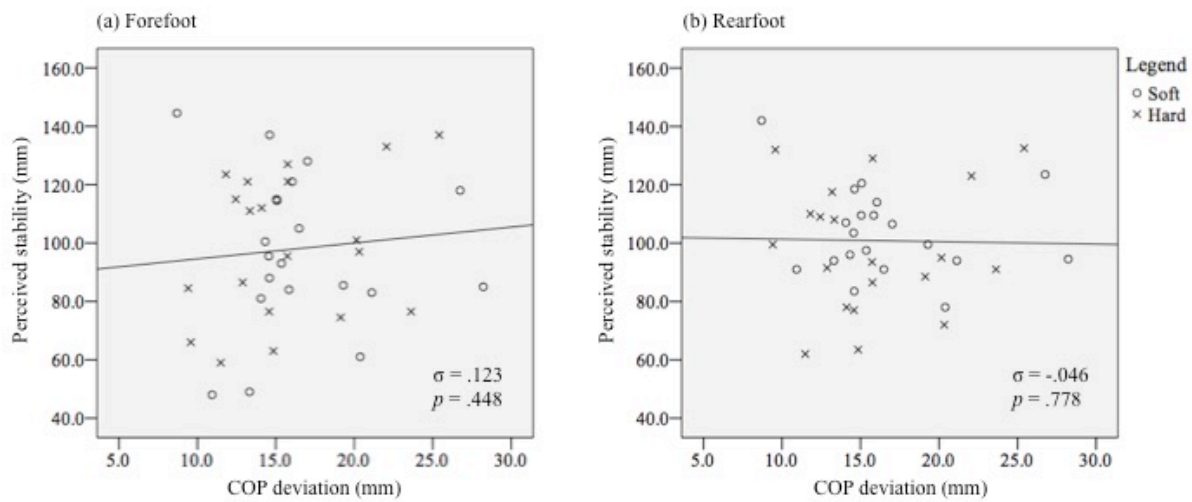 (a) Forefoot
160.0
140.0
120.0
100.0
80.0
60.0
40.0
Perceived stability (mm)
σ = .123
p = .448
5.0 10.0 15.0 20.0 25.0 30.0
COP deviation (mm)
(b) Rearfoot
160.0
140.0
120.0
100.0
80.0
60.0
40.0
Perceived stability (mm)
σ = -.046
p = .778
5.0 10.0 15.0 20.0 25.0 30.0
COP deviation (mm)
Legend
Soft
Hard